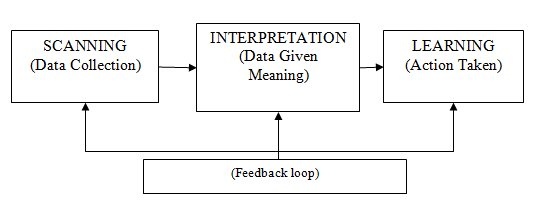 SCANNING
(Data Collection)
INTERPRETATION
(Data Given
Meaning)
LEARNING
(Action Taken)
(Feedback loop)